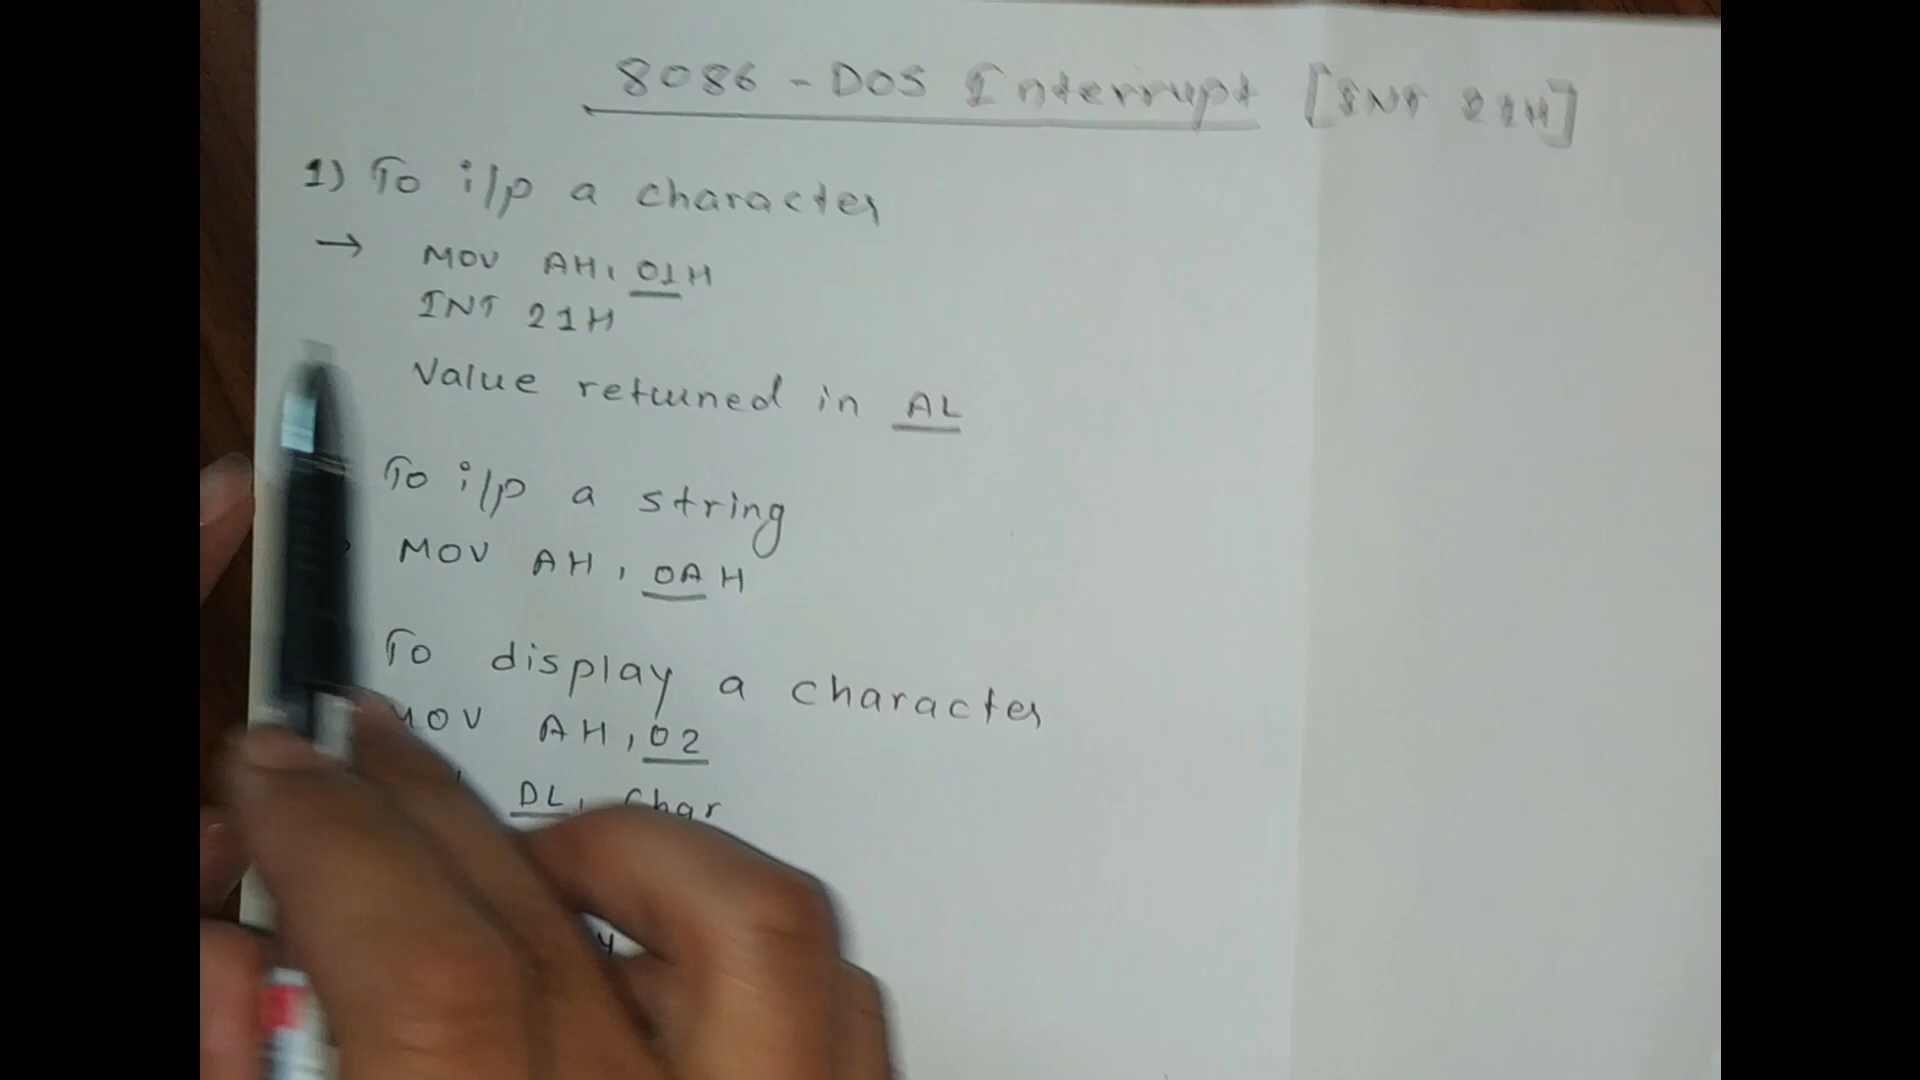 8086 - DOS Interrupt [INT 21H]
1) To i/p a character
→ MOV AH, 01H
INT 21H
Value retuned in AL
To i/p a string
MOV AH, 0AH
To display a character
MOV AH, 02
DL, Char